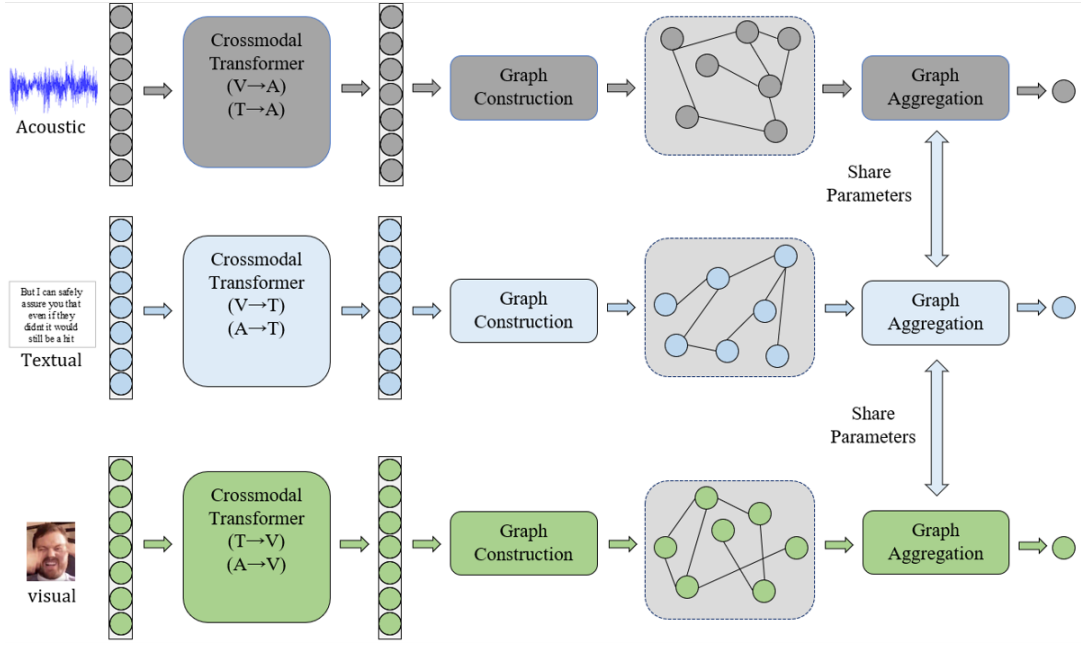 Acoustic
Crossmodal
Transformer
(V→A)
(T→A)
Graph
Construction
Graph
Aggregation
Share
Parameters
But I can safely
assure you that
even if they
didnt it would
still be a hit
Textual
Crossmodal
Transformer
(V→T)
(A→T)
Graph
Construction
Graph
Aggregation
Share
Parameters
visual
Crossmodal
Transformer
(T→V)
(A→V)
Graph
Construction
Graph
Aggregation